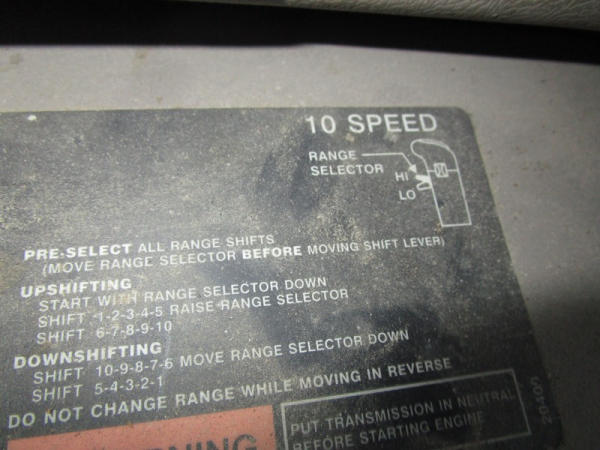 10 SPEED
RANGE
SELECTOR
HI
LO
PRE-SELECT ALL RANGE SHIFTS
(MOVE RANGE SELECTOR BEFORE MOVING SHIFT LEVER)
UPSHIFTING
START WITH RANGE SELECTOR DOWN
SHIFT 1-2-3-4-5 RAISE RANGE SELECTOR
SHIFT 6-7-8-9-10
DOWNSHIFTING
SHIFT 10-9-8-7-6 MOVE RANGE SELECTOR DOWN
SHIFT 5-4-3-2-1
DO NOT CHANGE RANGE WHILE MOVING IN REVERSE
PUT TRANSMISSION IN NEUTRAL
BEFORE STARTING ENGINE